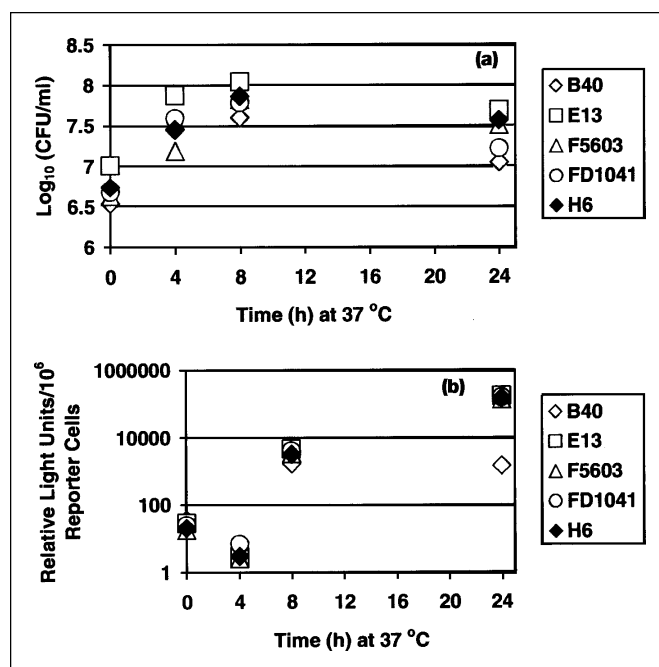 (a)
8.5
8
7.5
7
6.5
6
Log₁₀ (CFU/ml)
0 4 8 12 16 20 24
Time (h) at 37 °C
B40
E13
F5603
FD1041
H6
(b)
1000000
10000
100
1
Relative Light Units/10⁶
Reporter Cells
0 4 8 12 16 20 24
Time (h) at 37 °C
B40
E13
F5603
FD1041
H6